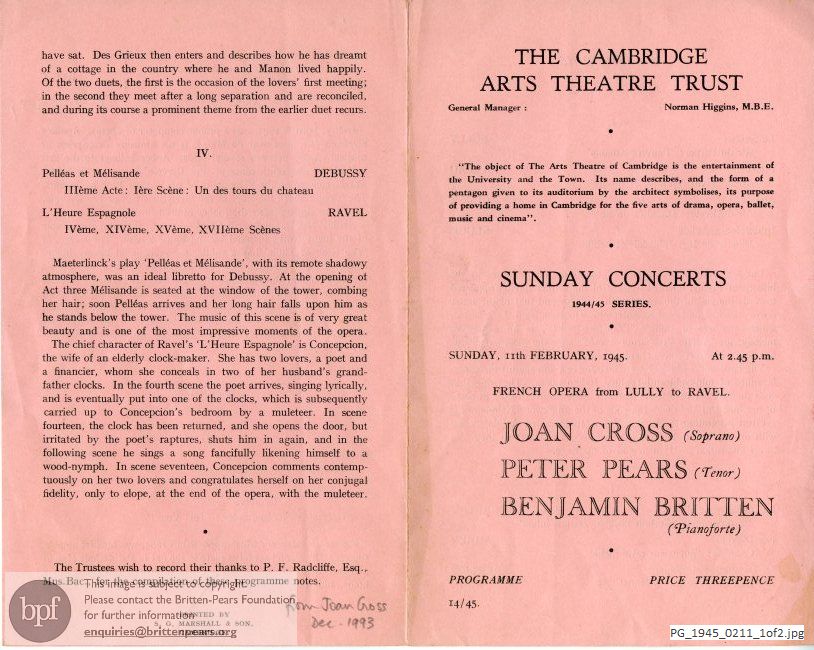 have sat. Des Grieux then enters and describes how he has dreamt
of a cottage in the country where he and Manon lived happily.
Of the two duets, the first is the occasion of the lovers' first meeting;
in the second they meet after a long separation and are reconciled,
and during its course a prominent theme from the earlier duet recurs.
IV.
Pelléas et Mélisande DEBUSSY
IIIème Acte: Ière Scène: Un des tours du chateau
L'Heure Espagnole RAVEL
IVème, XIVème, XVème, XVIIème Scènes
Maeterlinck's play 'Pelléas et Mélisande', with its remote shadowy
atmosphere, was an ideal libretto for Debussy. At the opening of
Act three Mélisande is seated at the window of the tower, combing
her hair; soon Pelléas arrives and her long hair falls upon him as
he stands below the tower. The music of this scene is of very great
beauty and is one of the most impressive moments of the opera.
The chief character of Ravel's 'L'Heure Espagnole' is Concepcion,
the wife of an elderly clock-maker. She has two lovers, a poet and
a financier, whom she conceals in two of her husband's grand-
father clocks. In the fourth scene the poet arrives, singing lyrically,
and is eventually put into one of the clocks, which is subsequently
carried up to Concepcion's bedroom by a muleteer. In scene
fourteen, the clock has been returned, and she opens the door, but
irritated by the poet's raptures, shuts him in again, and in the
following scene he sings a song fancifully likening himself to a
wood-nymph. In scene seventeen, Concepcion comments contemp-
tuously on her two lovers and congratulates herself on her conjugal
fidelity, only to elope, at the end of the opera, with the muleteer.
The Trustees wish to record their thanks to P. F. Radcliffe, Esq.,
Mus.Bac., for the compilation of these programme notes.
PRINTED BY
S. G. MARSHALL & SON.
from Joan Cross
Dec - 1993
bpf
This image is subject to copyright.
Please contact the Britten-Pears Foundation
for further information
enquiries@brittenpears.org
THE CAMBRIDGE
ARTS THEATRE TRUST
General Manager: Norman Higgins, M.B.E.
"The object of The Arts Theatre of Cambridge is the entertainment of
the University and the Town. Its name describes, and the form of a
pentagon given to its auditorium by the architect symbolises, its purpose
of providing a home in Cambridge for the five arts of drama, opera, ballet,
music and cinema".
SUNDAY CONCERTS
1944/45 SERIES.
SUNDAY, 11th FEBRUARY, 1945. At 2.45 p.m.
FRENCH OPERA from LULLY to RAVEL.
JOAN CROSS (Soprano)
PETER PEARS (Tenor)
BENJAMIN BRITTEN
(Pianoforte)
PROGRAMME PRICE THREEPENCE
14/45.
PG_1945_0211_1of2.jpg